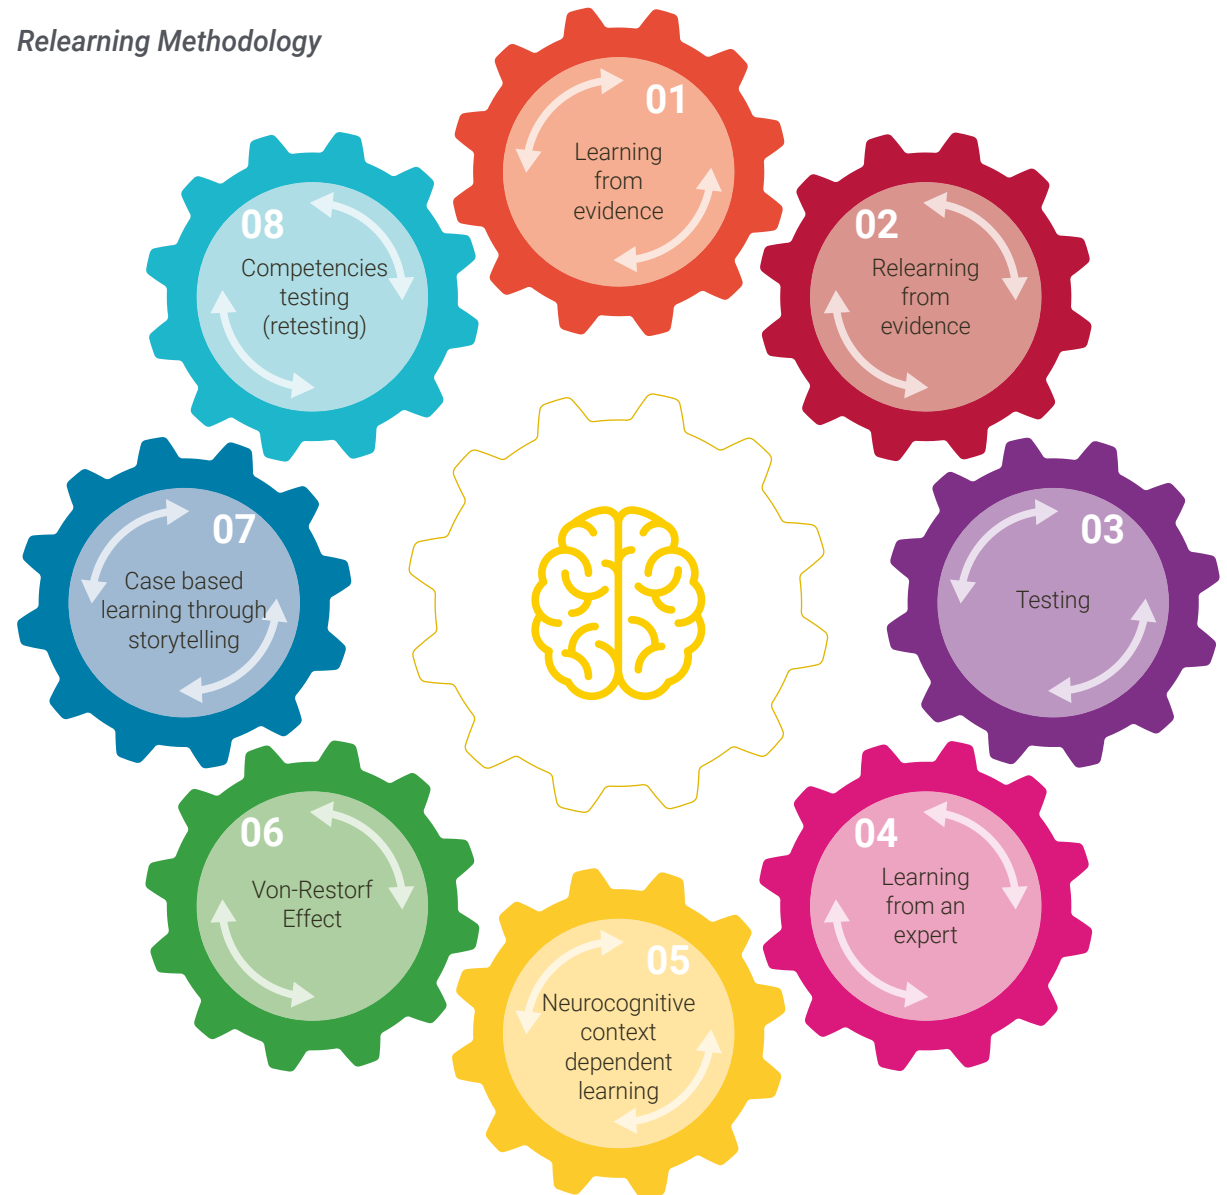 Relearning Methodology
01
Learning
from
evidence
02
Relearning
from
evidence
03
Testing
04
Learning
from an
expert
05
Neurocognitive
context
dependent
learning
06
Von-Restorf
Effect
07
Case based
learning through
storytelling
08
Competencies
testing
(retesting)